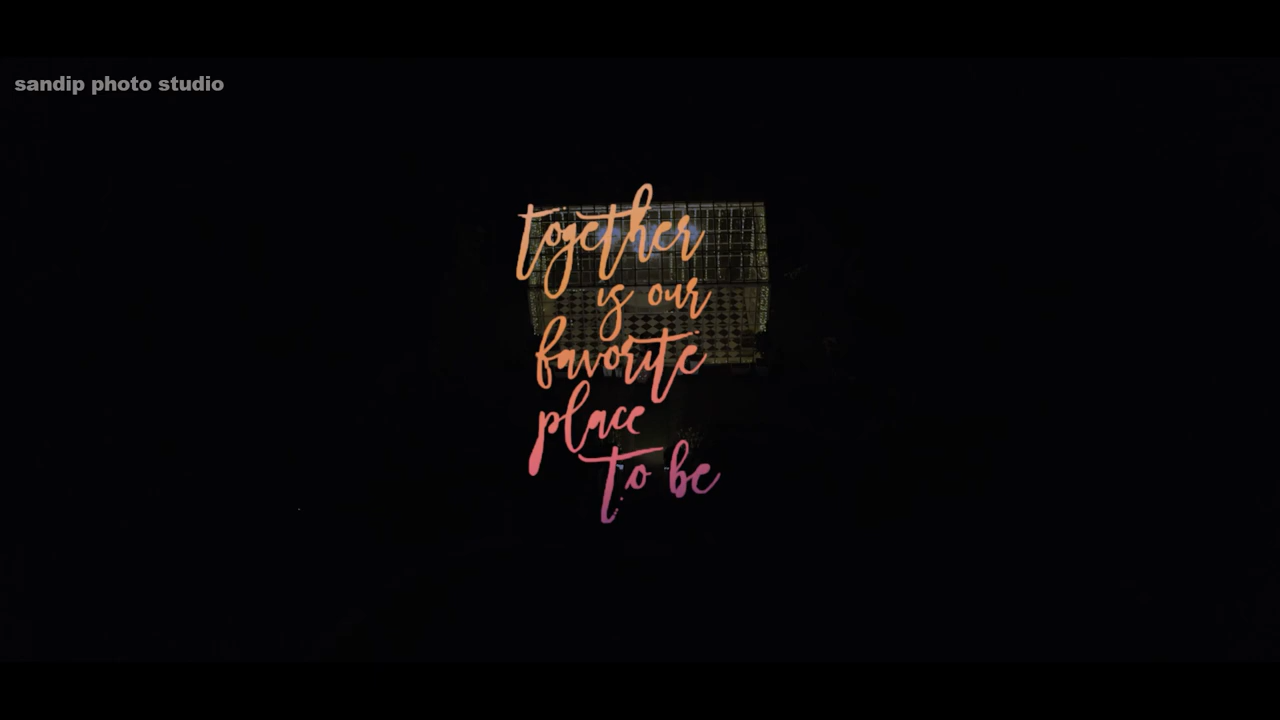 sandip photo studio
together
is our
favorite
place
to be